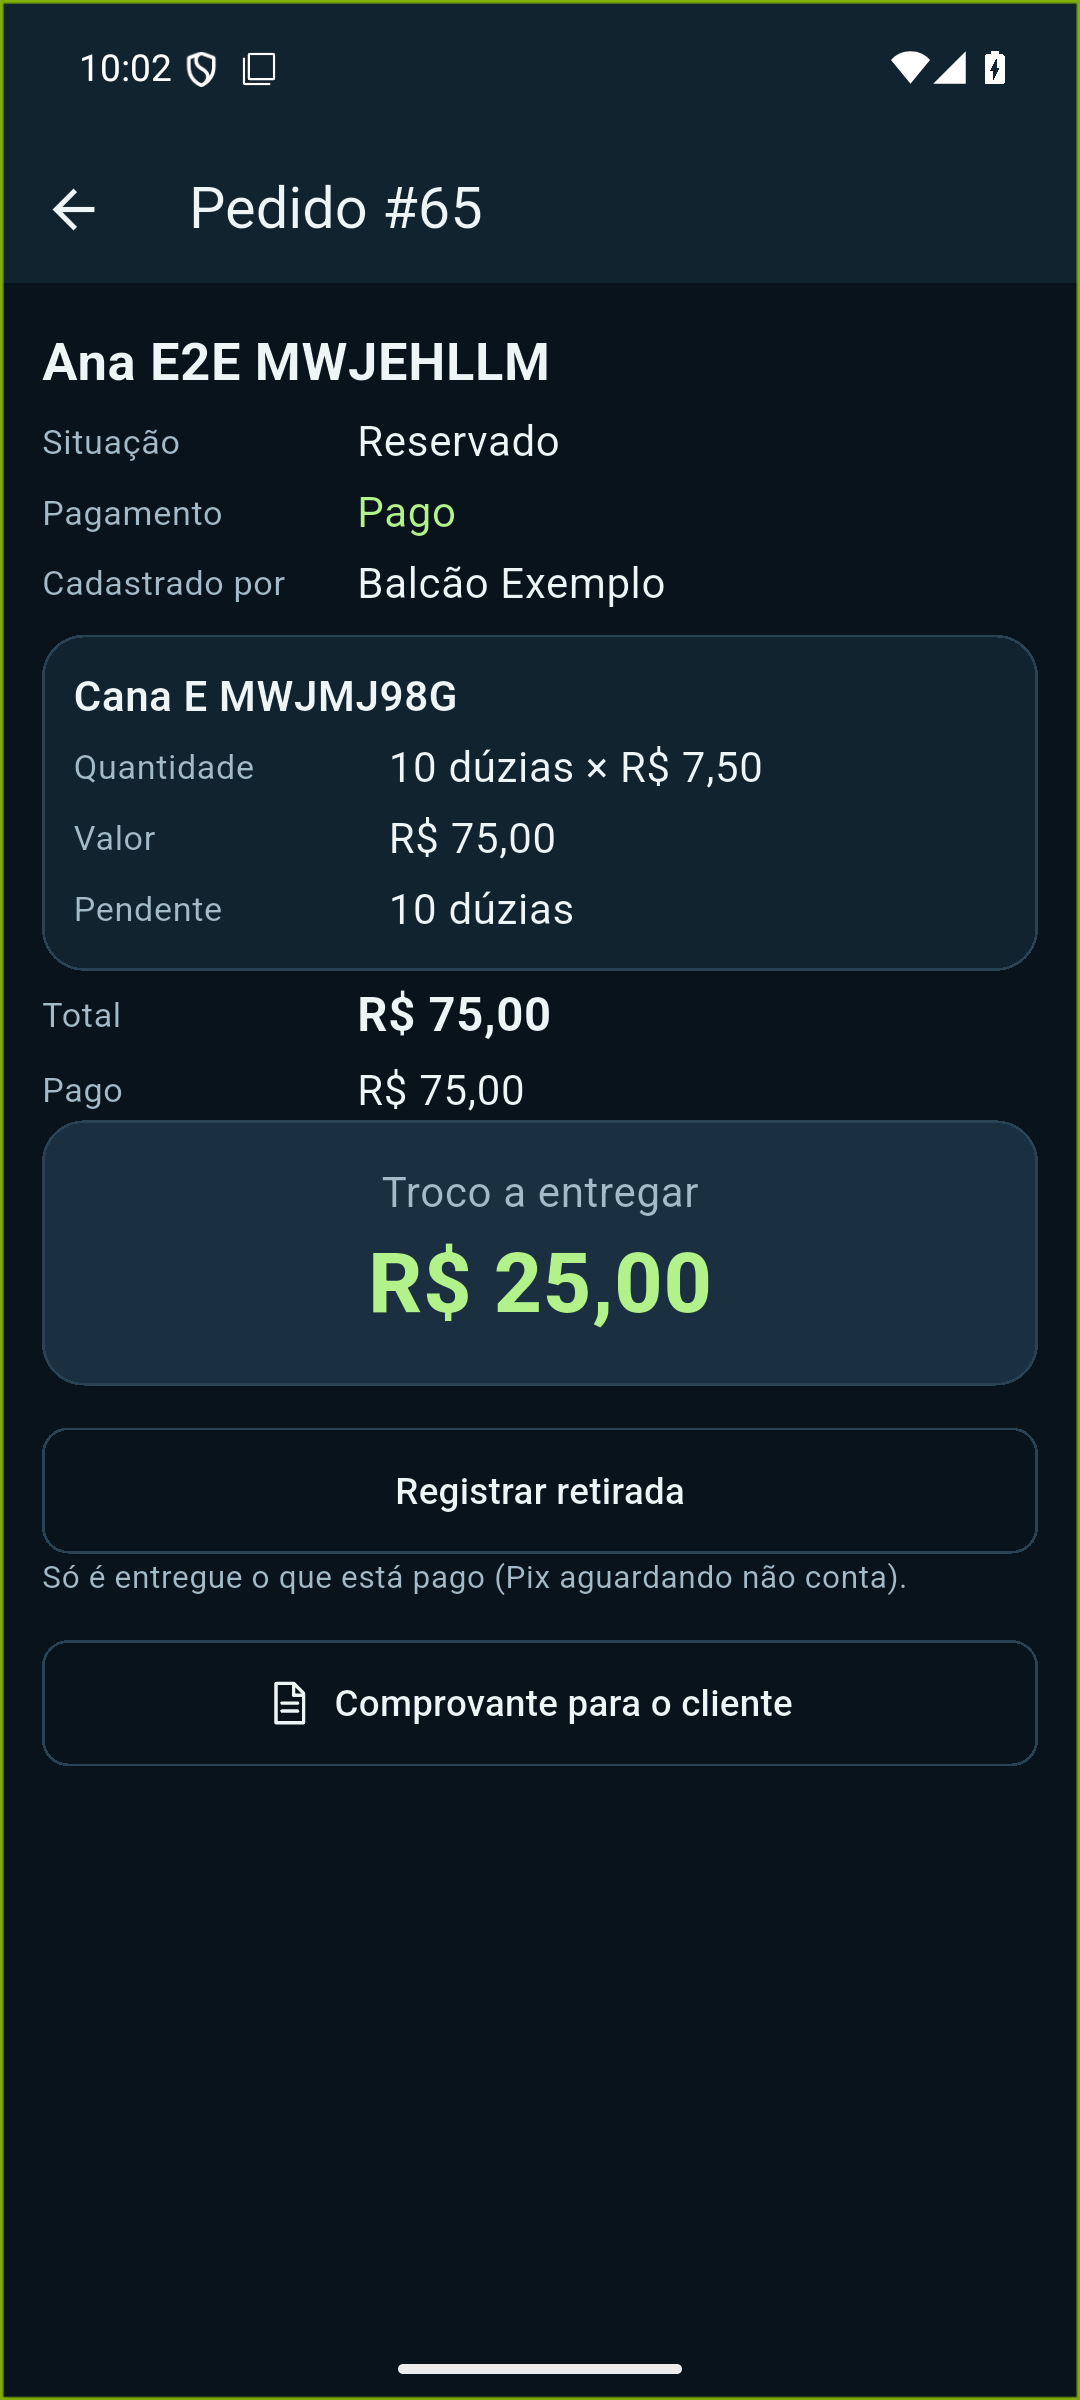 10:02
Pedido #65
Ana E2E MWJEHLLM
Situação Reservado
Pagamento Pago
Cadastrado por Balcão Exemplo
Cana E MWJMJ98G
Quantidade 10 dúzias × R$ 7,50
Valor R$ 75,00
Pendente 10 dúzias
Total R$ 75,00
Pago R$ 75,00
Troco a entregar
R$ 25,00
Registrar retirada
Só é entregue o que está pago (Pix aguardando não conta).
Comprovante para o cliente